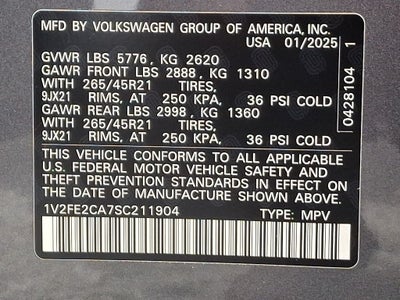 MFD BY VOLKSWAGEN GROUP OF AMERICA, INC.
USA 01/2025
GVWR LBS 5776, KG 2620
GAWR FRONT LBS 2888, KG 1310
WITH 265/45R21 TIRES,
9JX21 RIMS, AT 250 KPA, 36 PSI COLD
GAWR REAR LBS 2998, KG 1360
WITH 265/45R21 TIRES,
9JX21 RIMS, AT 250 KPA, 36 PSI COLD
THIS VEHICLE CONFORMS TO ALL APPLICABLE
U.S. FEDERAL MOTOR VEHICLE SAFETY AND
THEFT PREVENTION STANDARDS IN EFFECT ON
THE DATE OF MANUFACTURE SHOWN ABOVE.
1V2FE2CA7SC211904 TYPE: MPV
0428104 1